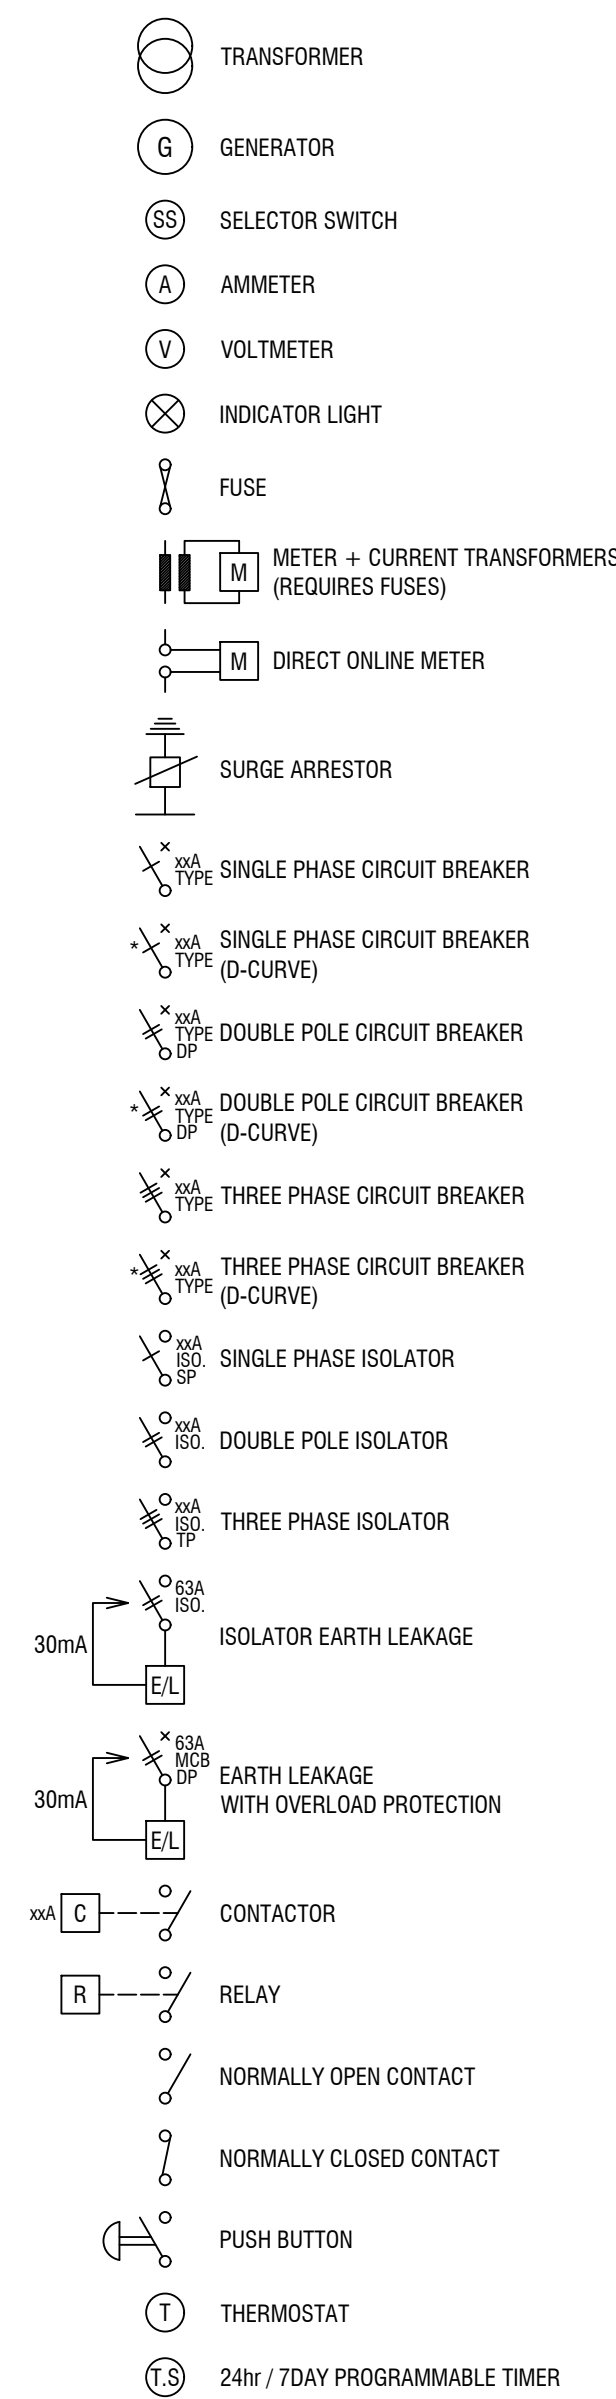 TRANSFORMER
G GENERATOR
SS SELECTOR SWITCH
A AMMETER
V VOLTMETER
INDICATOR LIGHT
FUSE
M METER + CURRENT TRANSFORMERS
(REQUIRES FUSES)
M DIRECT ONLINE METER
SURGE ARRESTOR
xxA
TYPE SINGLE PHASE CIRCUIT BREAKER
* xxA SINGLE PHASE CIRCUIT BREAKER
TYPE (D-CURVE)
xxA
TYPE DOUBLE POLE CIRCUIT BREAKER
DP
* xxA DOUBLE POLE CIRCUIT BREAKER
TYPE
DP (D-CURVE)
xxA
TYPE THREE PHASE CIRCUIT BREAKER
* xxA THREE PHASE CIRCUIT BREAKER
TYPE (D-CURVE)
xxA
ISO. SINGLE PHASE ISOLATOR
SP
xxA
ISO. DOUBLE POLE ISOLATOR
xxA
ISO. THREE PHASE ISOLATOR
TP
63A
ISO.
30mA ISOLATOR EARTH LEAKAGE
E/L
63A
MCB
DP EARTH LEAKAGE
30mA WITH OVERLOAD PROTECTION
E/L
xxA C CONTACTOR
R RELAY
NORMALLY OPEN CONTACT
NORMALLY CLOSED CONTACT
PUSH BUTTON
T THERMOSTAT
T.S 24hr / 7DAY PROGRAMMABLE TIMER